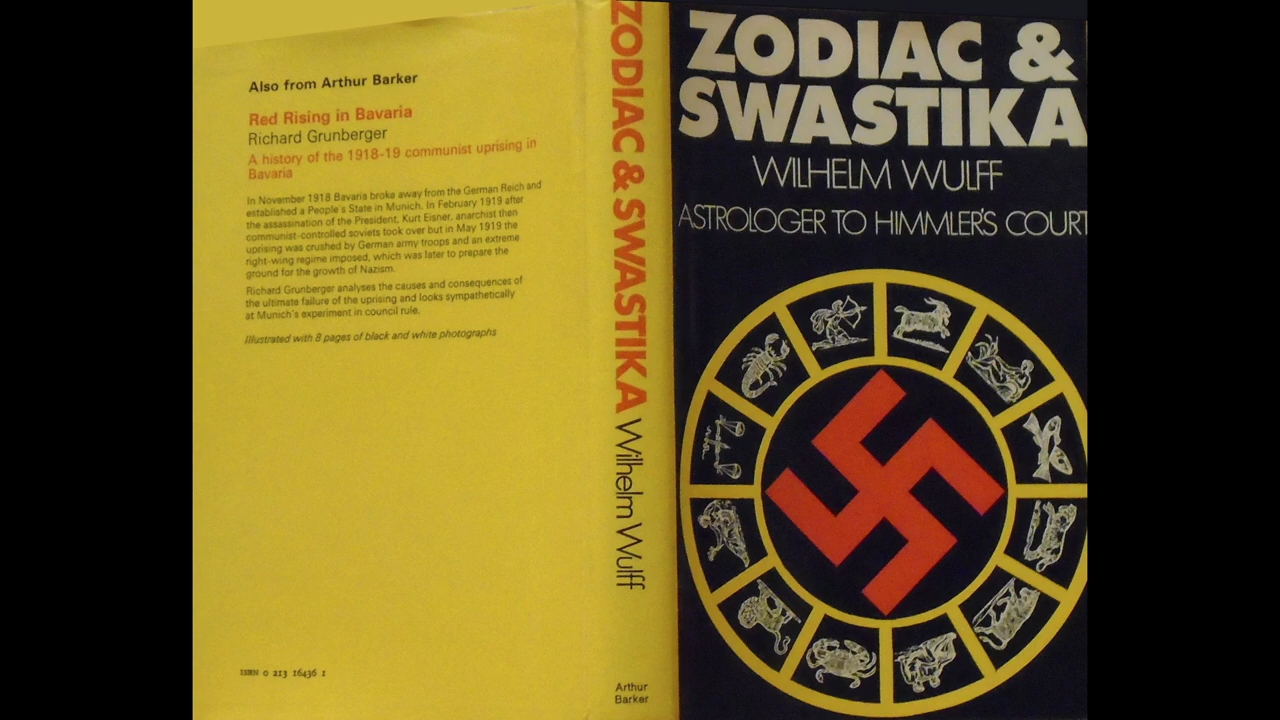 Also from Arthur Barker
Red Rising in Bavaria
Richard Grunberger
A history of the 1918-19 communist uprising in
Bavaria
In November 1918 Bavaria broke away from the German Reich and
established a People's State in Munich. In February 1919 after
the assassination of the President, Kurt Eisner, anarchist then
communist-controlled soviets took over but in May 1919 the
uprising was crushed by German army troops and an extreme
right-wing regime imposed, which was later to prepare the
ground for the growth of Nazism.
Richard Grunberger analyses the causes and consequences of
the ultimate failure of the uprising and looks sympathetically
at Munich's experiment in council rule.
Illustrated with 8 pages of black and white photographs
ISBN 0 213 16436 1
ZODIAC & SWASTIKA Wilhelm Wulff
Arthur
Barker
ZODIAC &
SWASTIKA
WILHELM WULFF
ASTROLOGER TO HIMMLER'S COURT